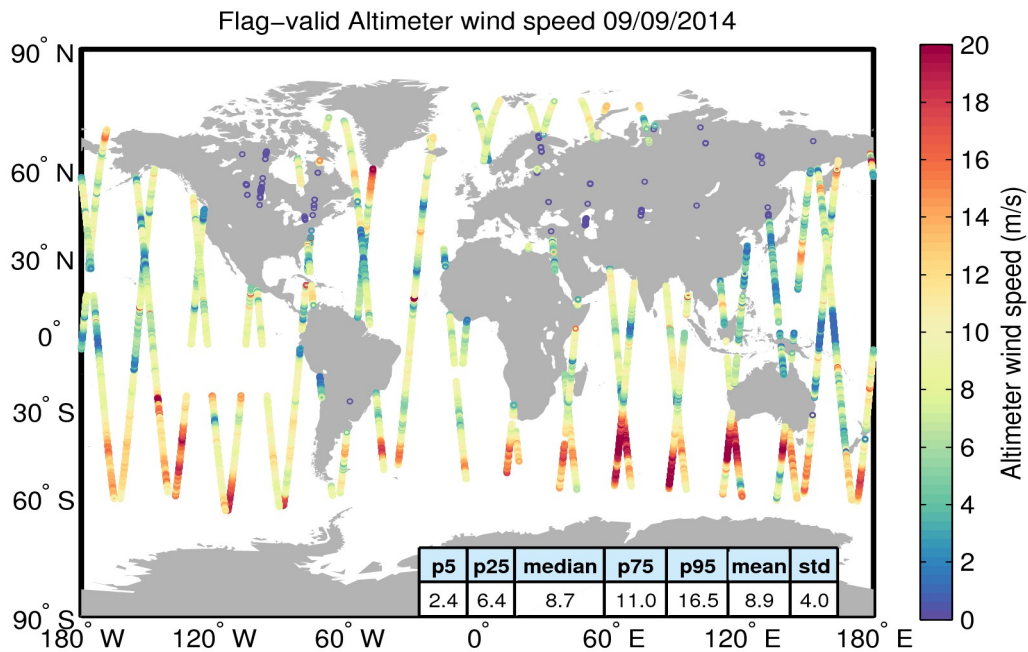 Flag−valid Altimeter wind speed 09/09/2014
90° N
60° N
30° N
0°
30° S
60° S
90° S
180° W
120° W
60° W
0°
60° E
120° E
180° E
p5 p25 median p75 p95 mean std
2.4 6.4 8.7 11.0 16.5 8.9 4.0
20
18
16
14
12
10
8
6
4
2
0
Altimeter wind speed (m/s)